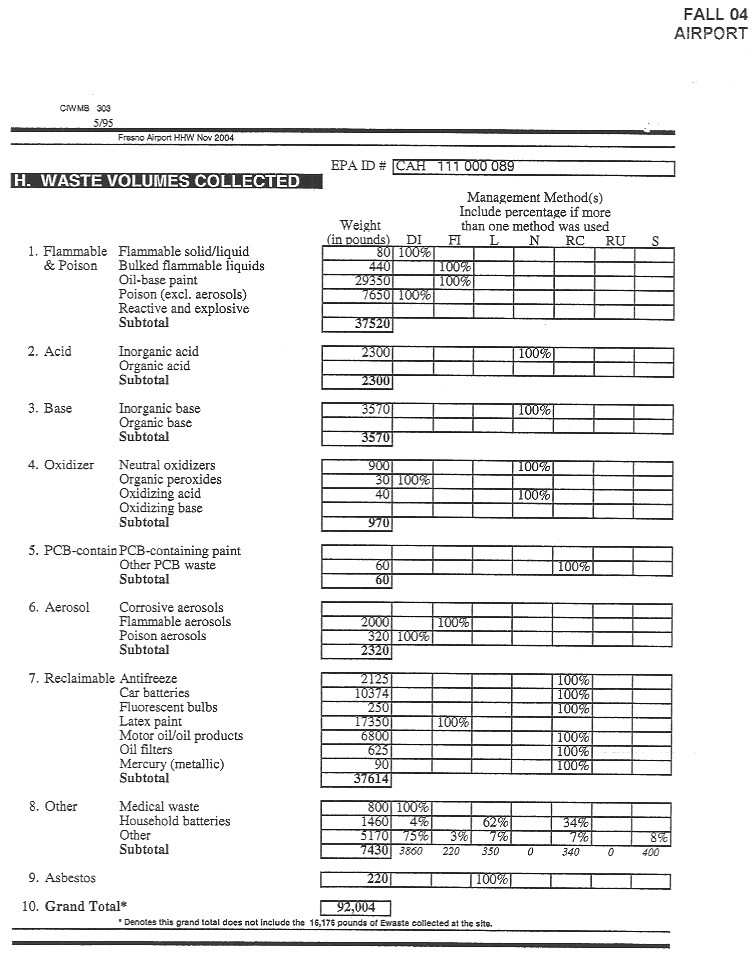 FALL 04
AIRPORT
CIWMB 303
5/95
Fresno Airport HHW Nov 2004
EPA ID # CAH 111 000 089
H. WASTE VOLUMES COLLECTED
Management Method(s)
Include percentage if more
than one method was used
Weight
(in pounds) DI FI L N RC RU S
1. Flammable Flammable solid/liquid 80 100%
& Poison Bulked flammable liquids 440 100%
Oil-base paint 29350 100%
Poison (excl. aerosols) 7650 100%
Reactive and explosive
Subtotal 37520
2. Acid Inorganic acid 2300 100%
Organic acid
Subtotal 2300
3. Base Inorganic base 3570 100%
Organic base
Subtotal 3570
4. Oxidizer Neutral oxidizers 900 100%
Organic peroxides 30 100%
Oxidizing acid 40 100%
Oxidizing base
Subtotal 970
5. PCB-contain PCB-containing paint
Other PCB waste 60 100%
Subtotal 60
6. Aerosol Corrosive aerosols
Flammable aerosols 2000 100%
Poison aerosols 320 100%
Subtotal 2320
7. Reclaimable Antifreeze 2125 100%
Car batteries 10374 100%
Fluorescent bulbs 250 100%
Latex paint 17350 100%
Motor oil/oil products 6800 100%
Oil filters 625 100%
Mercury (metallic) 90 100%
Subtotal 37614
8. Other Medical waste 800 100%
Household batteries 1460 4% 62% 34%
Other 5170 75% 3% 7% 7% 8%
Subtotal 7430 3860 220 350 0 340 0 400
9. Asbestos 220 100%
10. Grand Total* 92,004
* Denotes this grand total does not include the 16,176 pounds of Ewaste collected at the site.